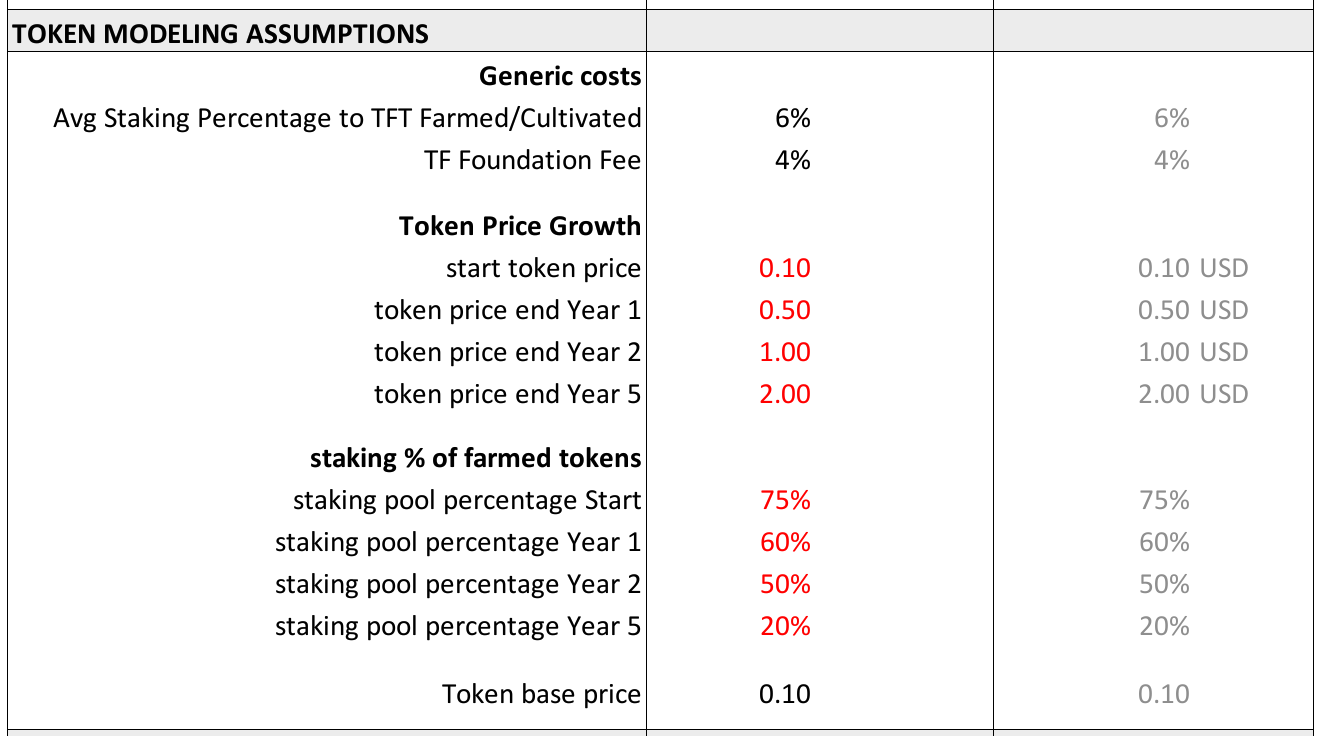 TOKEN MODELING ASSUMPTIONS
Generic costs
Avg Staking Percentage to TFT Farmed/Cultivated 6% 6%
TF Foundation Fee 4% 4%
Token Price Growth
start token price 0.10 0.10 USD
token price end Year 1 0.50 0.50 USD
token price end Year 2 1.00 1.00 USD
token price end Year 5 2.00 2.00 USD
staking % of farmed tokens
staking pool percentage Start 75% 75%
staking pool percentage Year 1 60% 60%
staking pool percentage Year 2 50% 50%
staking pool percentage Year 5 20% 20%
Token base price 0.10 0.10